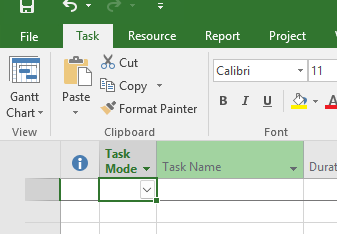 File Task Resource Report Project
Gantt Chart
View
Paste
Cut
Copy
Format Painter
Clipboard
Calibri 11
B I U A
Font
Task Mode
Task Name